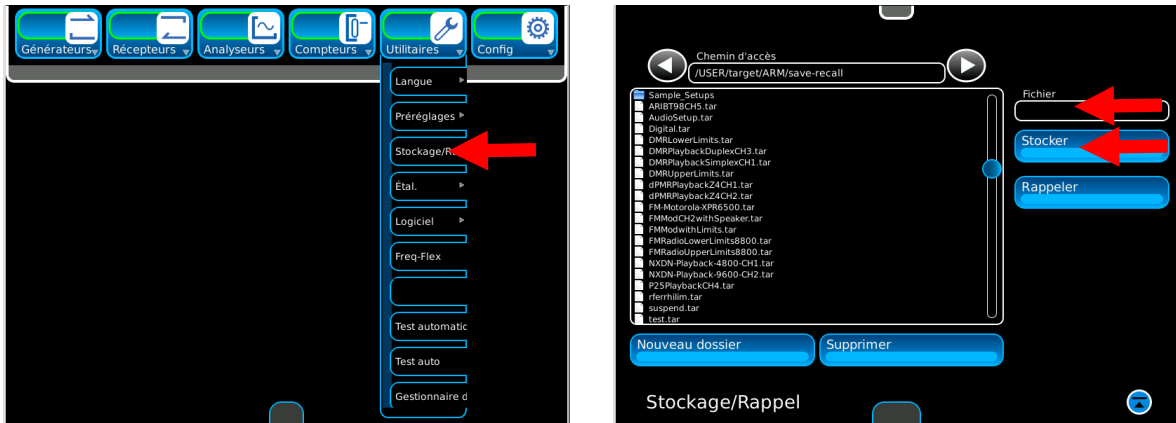 Générateurs
Récepteurs
Analyseurs
Compteurs
Utilitaires
Config
Langue
Préréglages
Stockage/R
Étal.
Logiciel
Freq-Flex
Test automatic
Test auto
Gestionnaire d
Chemin d'accès
/USER/target/ARM/save-recall
Sample_Setups
ARIBT98CH5.tar
AudioSetup.tar
Digital.tar
DMRLowerLimits.tar
DMRPlaybackDuplexCH3.tar
DMRPlaybackSimplexCH1.tar
DMRUpperLimits.tar
dPMRPlaybackZ4CH1.tar
dPMRPlaybackZ4CH2.tar
FM-Motorola-XPR6500.tar
FMModCH2withSpeaker.tar
FMModwithLimits.tar
FMRadioLowerLimits8800.tar
FMRadioUpperLimits8800.tar
NXDN-Playback-4800-CH1.tar
NXDN-Playback-9600-CH2.tar
P25PlaybackCH4.tar
rferrhilim.tar
suspend.tar
test.tar
Fichier
Stocker
Rappeler
Nouveau dossier
Supprimer
Stockage/Rappel